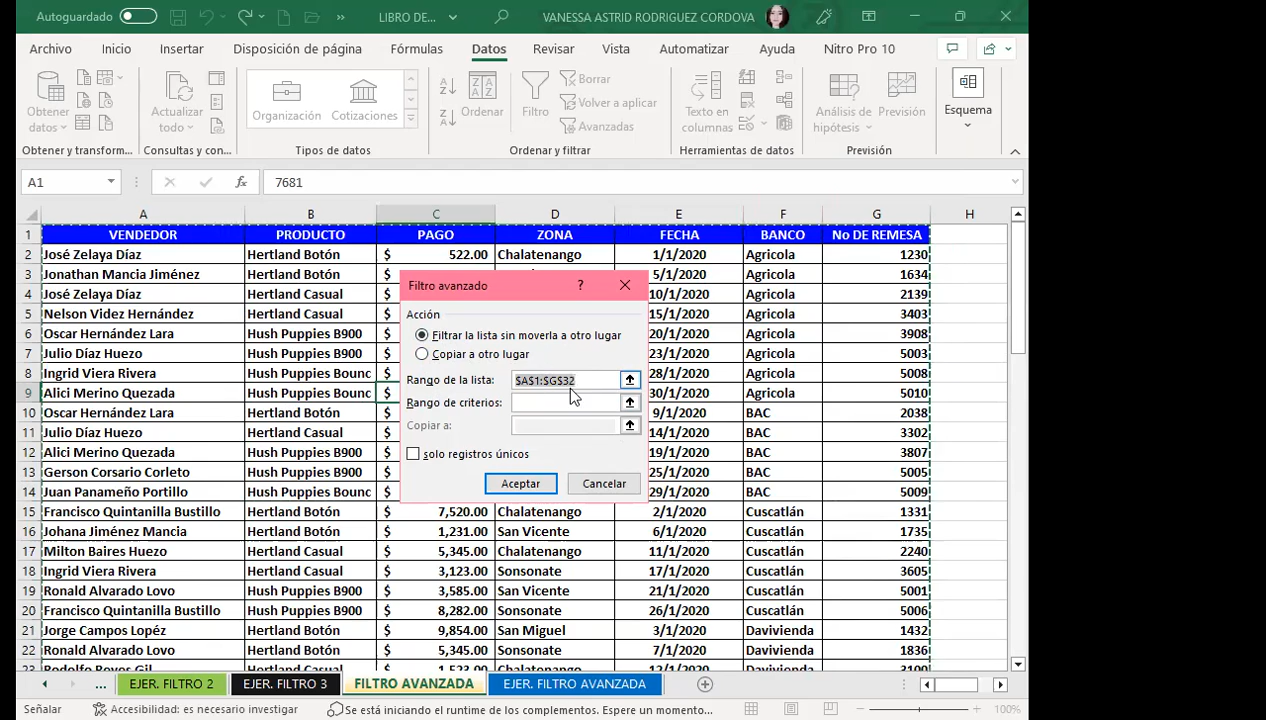 Autoguardado LIBRO DE... VANESSA ASTRID RODRIGUEZ CORDOVA
Archivo Inicio Insertar Disposición de página Fórmulas Datos Revisar Vista Automatizar Ayuda Nitro Pro 10
Obtener datos Actualizar todo Organización Cotizaciones Ordenar Filtro Borrar Volver a aplicar Avanzadas Texto en columnas Análisis de hipótesis Previsión Esquema
Obtener y transform... Consultas y con... Tipos de datos Ordenar y filtrar Herramientas de datos Previsión
A1 fx 7681
A B C D E F G H
1 VENDEDOR PRODUCTO PAGO ZONA FECHA BANCO No DE REMESA
2 José Zelaya Díaz Hertland Botón $ 522.00 Chalatenango 1/1/2020 Agricola 1230
3 Jonathan Mancia Jiménez Hertland Botón 5/1/2020 Agricola 1634
4 José Zelaya Díaz Hertland Casual 10/1/2020 Agricola 2139
5 Nelson Videz Hernández Hertland Casual 15/1/2020 Agricola 3403
6 Oscar Hernández Lara Hush Puppies B900 20/1/2020 Agricola 3908
7 Julio Díaz Huezo Hush Puppies B900 23/1/2020 Agricola 5003
8 Ingrid Viera Rivera Hush Puppies Bounc 28/1/2020 Agricola 5008
9 Alici Merino Quezada Hush Puppies Bounc $ 30/1/2020 Agricola 5010
10 Oscar Hernández Lara Hertland Botón $ 9/1/2020 BAC 2038
11 Julio Díaz Huezo Hertland Botón $ 14/1/2020 BAC 3302
12 Alici Merino Quezada Hertland Casual $ 19/1/2020 BAC 3807
13 Gerson Corsario Corleto Hertland Casual $ 25/1/2020 BAC 5005
14 Juan Panameño Portillo Hush Puppies Bounc $ 29/1/2020 BAC 5009
15 Francisco Quintanilla Bustillo Hertland Botón $ 7,520.00 Chalatenango 2/1/2020 Cuscatlán 1331
16 Johana Jiménez Mancia Hertland Botón $ 1,231.00 San Vicente 6/1/2020 Cuscatlán 1735
17 Milton Baires Huezo Hertland Casual $ 5,345.00 Chalatenango 11/1/2020 Cuscatlán 2240
18 Ingrid Viera Rivera Hertland Casual $ 3,123.00 Sonsonate 17/1/2020 Cuscatlán 3605
19 Ronald Alvarado Lovo Hush Puppies B900 $ 3,585.00 San Vicente 21/1/2020 Cuscatlán 5001
20 Francisco Quintanilla Bustillo Hush Puppies B900 $ 8,282.00 Sonsonate 26/1/2020 Cuscatlán 5006
21 Jorge Campos Lopéz Hertland Botón $ 9,854.00 San Miguel 3/1/2020 Davivienda 1432
22 Ronald Alvarado Lovo Hertland Botón $ 5,345.00 Sonsonate 7/1/2020 Davivienda 1836
23 Rodolfo Reyes Gil Hertland Casual $ 1,523.00 Sonsonate 12/1/2020 Davivienda 3100
Filtro avanzado ?
Acción
Filtrar la lista sin moverla a otro lugar
Copiar a otro lugar
Rango de la lista: $A$1:$G$32
Rango de criterios:
Copiar a:
Solo registros únicos
Aceptar Cancelar
... EJER. FILTRO 2 EJER. FILTRO 3 FILTRO AVANZADA EJER. FILTRO AVANZADA
Señalar Accesibilidad: es necesario investigar Se está iniciando el runtime de los complementos. Espere un momento... 100%